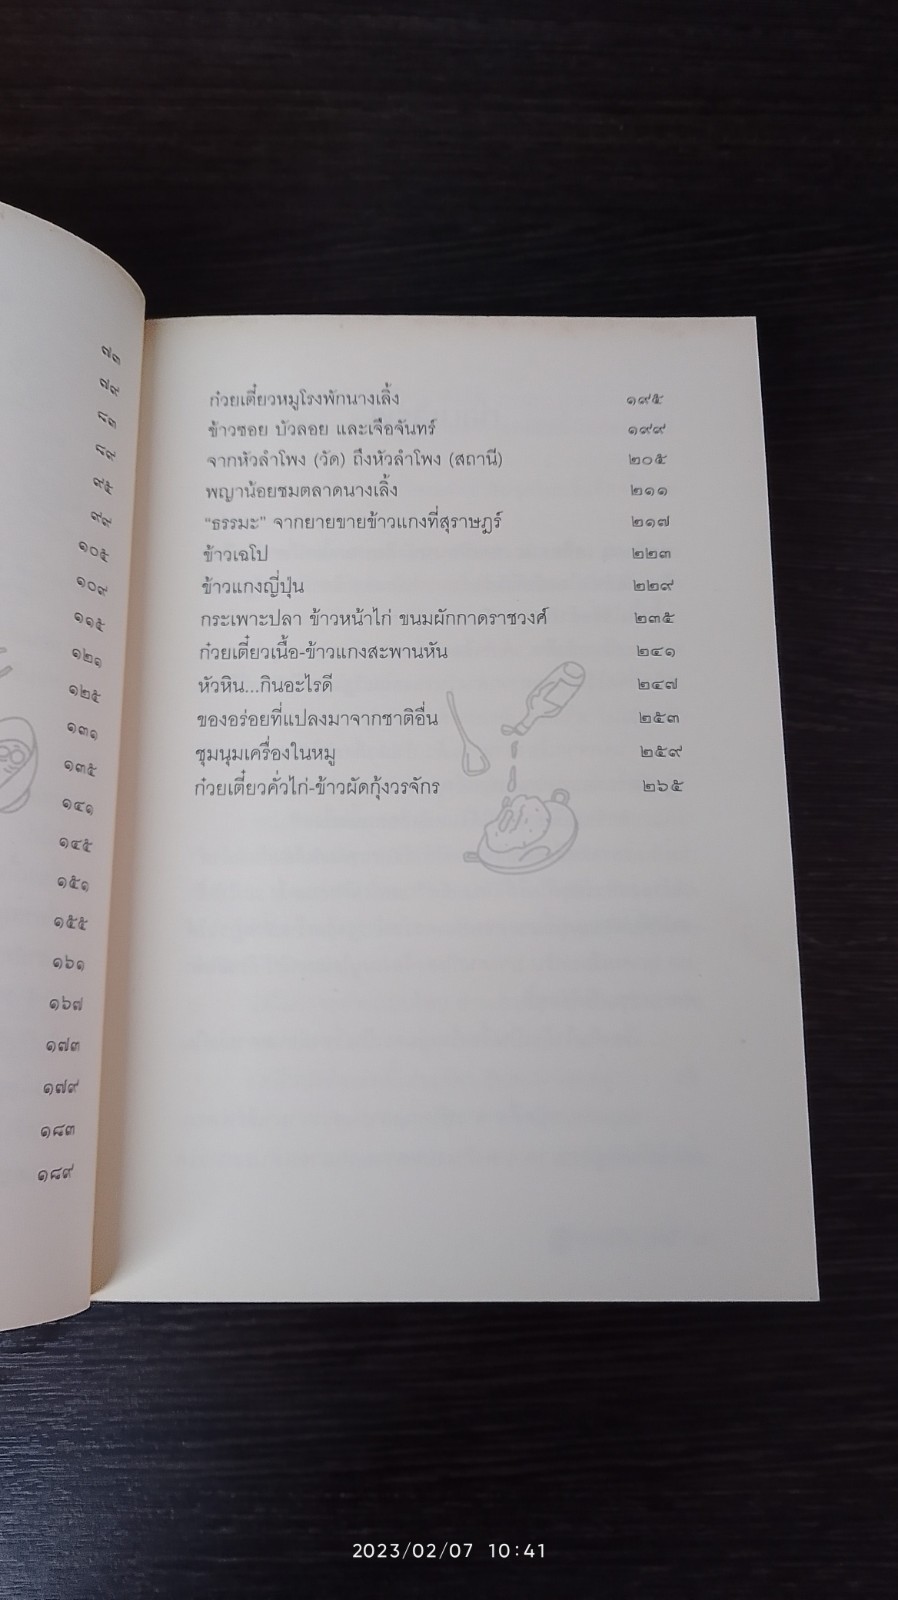 ๗๓
๗๙
๘๓
๘๙
๙๕
๙๙
๑๐๕
๑๐๙
๑๑๕
๑๒๑
๑๒๕
๑๓๑
๑๓๕
๑๔๑
๑๔๕
๑๕๑
๑๕๕
๑๖๑
๑๖๗
๑๗๓
๑๗๙
๑๘๓
๑๘๙
ก๋วยเตี๋ยวหมูโรงพักนางเลิ้ง ๑๙๕
ข้าวซอย บัวลอย และเจือจันทร์ ๑๙๙
จากหัวลำโพง (วัด) ถึงหัวลำโพง (สถานี) ๒๐๕
พญาน้อยชมตลาดนางเลิ้ง ๒๑๑
“ธรรมะ” จากยายขายข้าวแกงที่สุราษฎร์ ๒๑๗
ข้าวเฉโป ๒๒๓
ข้าวแกงญี่ปุ่น ๒๒๙
กระเพาะปลา ข้าวหน้าไก่ ขนมผักกาดราชวงศ์ ๒๓๕
ก๋วยเตี๋ยวเนื้อ-ข้าวแกงสะพานหัน ๒๔๑
หัวหิน...กินอะไรดี ๒๔๗
ของอร่อยที่แปลงมาจากชาติอื่น ๒๕๓
ชุมนุมเครื่องในหมู ๒๕๙
ก๋วยเตี๋ยวคั่วไก่-ข้าวผัดกุ้งวรจักร ๒๖๕
2023/02/07 10:41